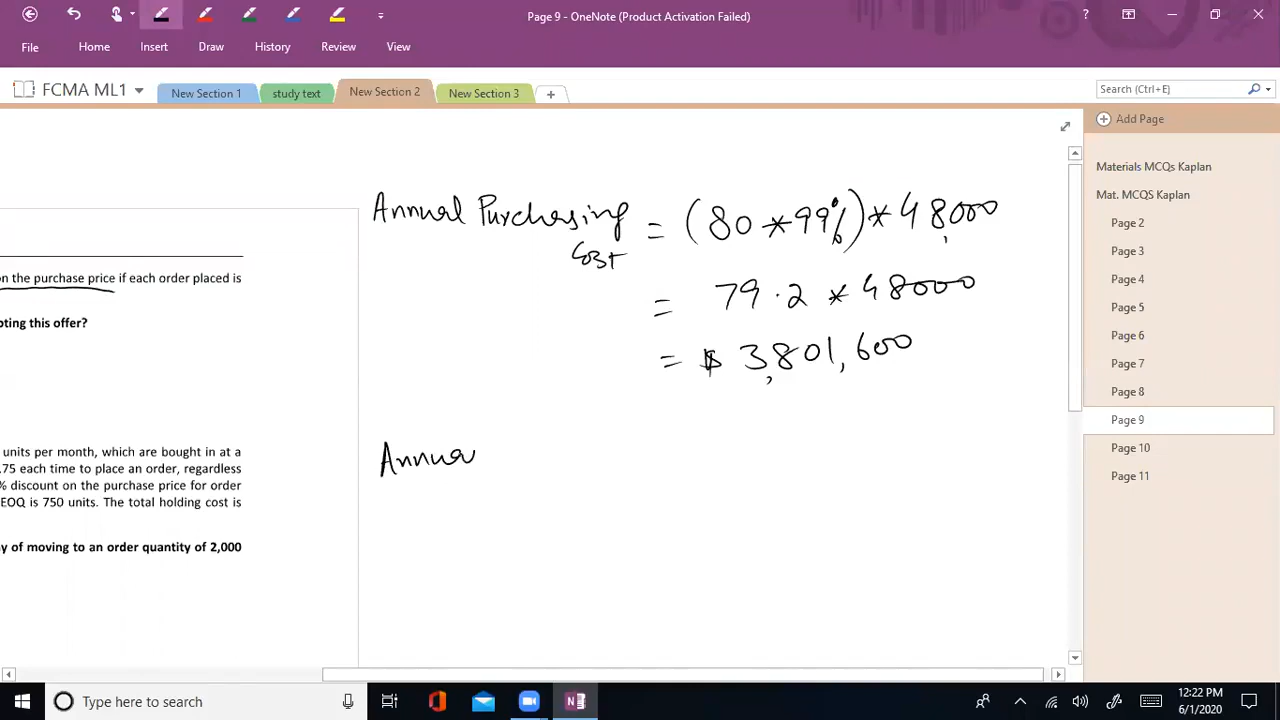 Page 9 - OneNote (Product Activation Failed)
File Home Insert Draw History Review View
FCMA ML1 New Section 1 study text New Section 2 New Section 3
Search (Ctrl+E)
Add Page
Materials MCQs Kaplan
Mat. MCQS Kaplan
Page 2
Page 3
Page 4
Page 5
Page 6
Page 7
Page 8
Page 9
Page 10
Page 11
on the purchase price if each order placed is
oting this offer?
units per month, which are bought in at a
.75 each time to place an order, regardless
% discount on the purchase price for order
EOQ is 750 units. The total holding cost is
y of moving to an order quantity of 2,000
Annual Purchasing Cost = (80 * 99%) * 48,000
= 79.2 * 48000
= $ 3,801,600
Annua
Type here to search
12:22 PM
6/1/2020